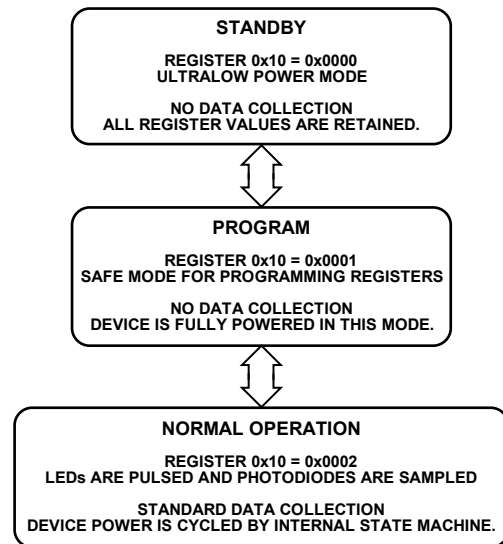 STANDBY
REGISTER 0x10 = 0x0000
ULTRALOW POWER MODE
NO DATA COLLECTION
ALL REGISTER VALUES ARE RETAINED.
PROGRAM
REGISTER 0x10 = 0x0001
SAFE MODE FOR PROGRAMMING REGISTERS
NO DATA COLLECTION
DEVICE IS FULLY POWERED IN THIS MODE.
NORMAL OPERATION
REGISTER 0x10 = 0x0002
LEDs ARE PULSED AND PHOTODIODES ARE SAMPLED
STANDARD DATA COLLECTION
DEVICE POWER IS CYCLED BY INTERNAL STATE MACHINE.